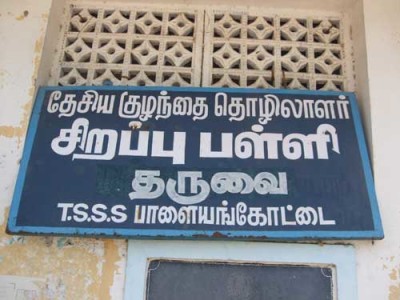 தேசிய குழந்தை தொழிலாளர்
சிறப்பு பள்ளி
தருவை
T.S.S.S பாளையங்கோட்டை